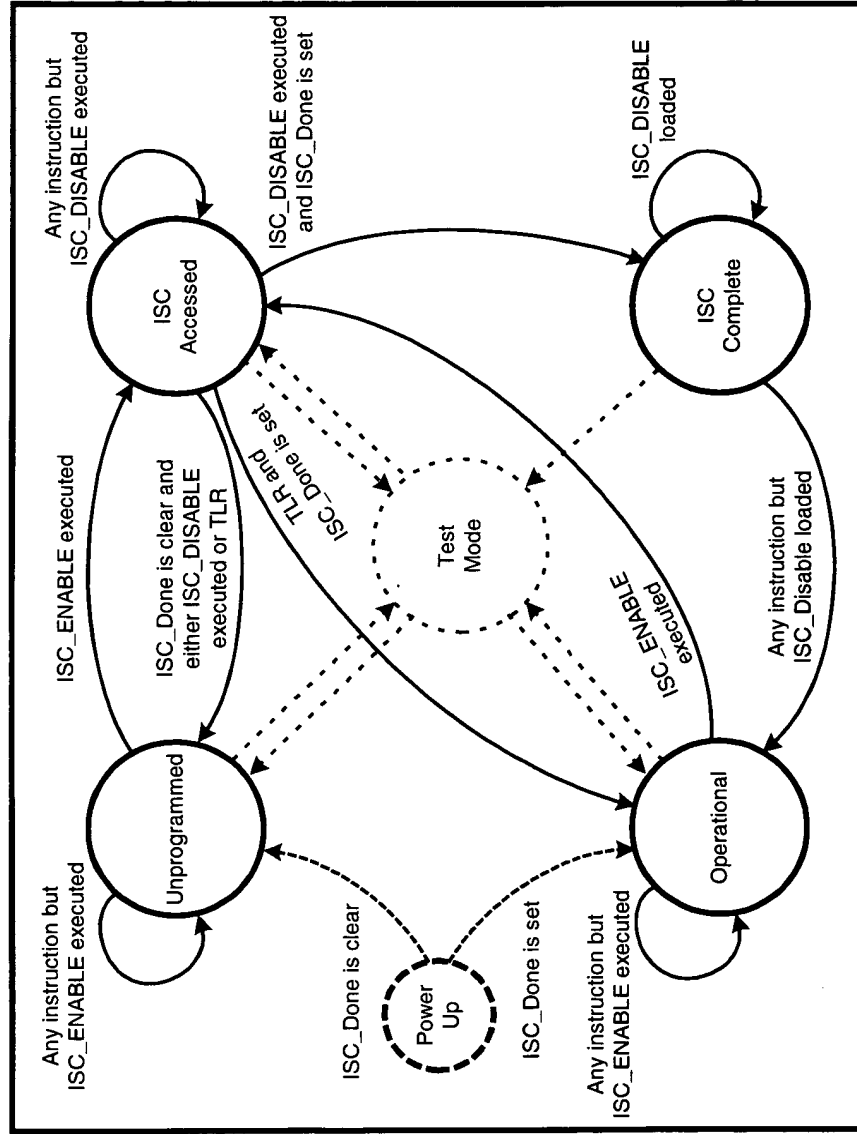 Any instruction but
ISC_ENABLE executed
Unprogrammed
ISC_ENABLE executed
ISC_Done is clear and
either ISC_DISABLE
executed or TLR
ISC
Accessed
Any instruction but
ISC_DISABLE executed
ISC_DISABLE executed
and ISC_Done is set
TLR and
ISC_Done is set
ISC_Done is clear
Power
Up
ISC_Done is set
Test
Mode
ISC_ENABLE
executed
Any instruction but
ISC_ENABLE executed
Operational
Any instruction but
ISC_Disable loaded
ISC
Complete
ISC_DISABLE
loaded